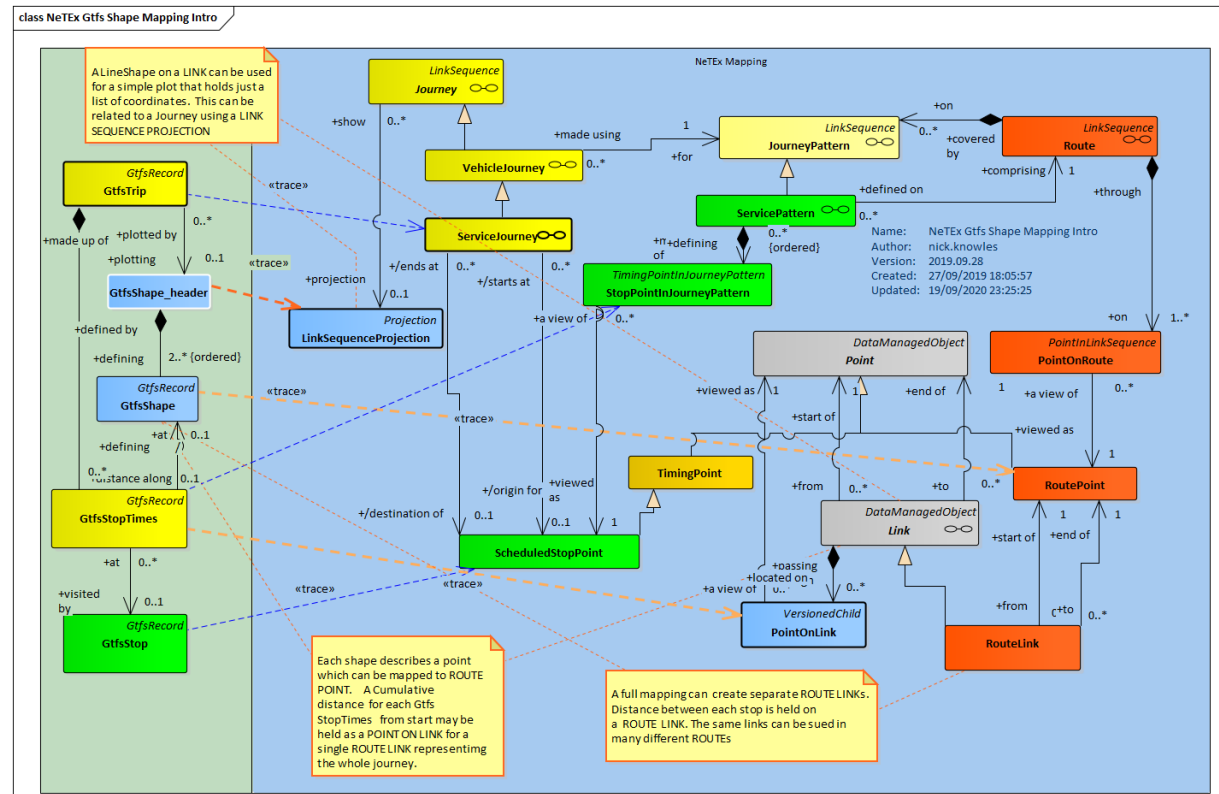 class NeTEx Gtfs Shape Mapping Intro
NeTEx Mapping
A LineShape on a LINK can be used
for a simple plot that holds just a
list of coordinates. This can be
related to a Journey using a LINK
SEQUENCE PROJECTION
LinkSequence
Journey
+show
0..*
VehicleJourney
0..*
+made using
1
+for
LinkSequence
JourneyPattern
+on
0..*
+covered
by
LinkSequence
Route
+comprising
1
+through
GtfsRecord
GtfsTrip
«trace»
+defined on
0..*
ServicePattern
0..*
{ordered}
+defining
of
Name: NeTEx Gtfs Shape Mapping Intro
Author: nick.knowles
Version: 2019.09.28
Created: 27/09/2019 18:05:57
Updated: 19/09/2020 23:25:25
+made up of
+plotted by
0..*
+plotting
0..1
«trace»
ServiceJourney
0..*
0..*
+/ends at
+/starts at
TimingPointInJourneyPattern
StopPointInJourneyPattern
+a view of
0..*
GtfsShape_header
+projection
0..1
Projection
LinkSequenceProjection
+defined by
+defining
2..* {ordered}
+on
1..*
PointInLinkSequence
PointOnRoute
1
0..*
+a view of
+viewed as
1
DataManagedObject
Point
+viewed as
1
1
+end of
+start of
GtfsRecord
GtfsShape
«trace»
«trace»
+at
0..1
+defining
0..*
+distance along
0..1
GtfsRecord
GtfsStopTimes
TimingPoint
RoutePoint
+from
0..*
+to
0..*
DataManagedObject
Link
1
1
+start of
+end of
+/origin for
+viewed
as
+/destination of
0..1
0..1
1
ScheduledStopPoint
+at
0..*
+visited
by
0..1
«trace»
«trace»
+passing
+located on
+a view of
0..*
0..*
VersionedChild
PointOnLink
+from
+to
0..*
RouteLink
GtfsRecord
GtfsStop
Each shape describes a point
which can be mapped to ROUTE
POINT. A Cumulative
distance for each Gtfs
StopTimes from start may be
held as a POINT ON LINK for a
single ROUTE LINK representimg
the whole journey.
A full mapping can create separate ROUTE LINKs.
Distance between each stop is held on
a ROUTE LINK. The same links can be sued in
many different ROUTEs